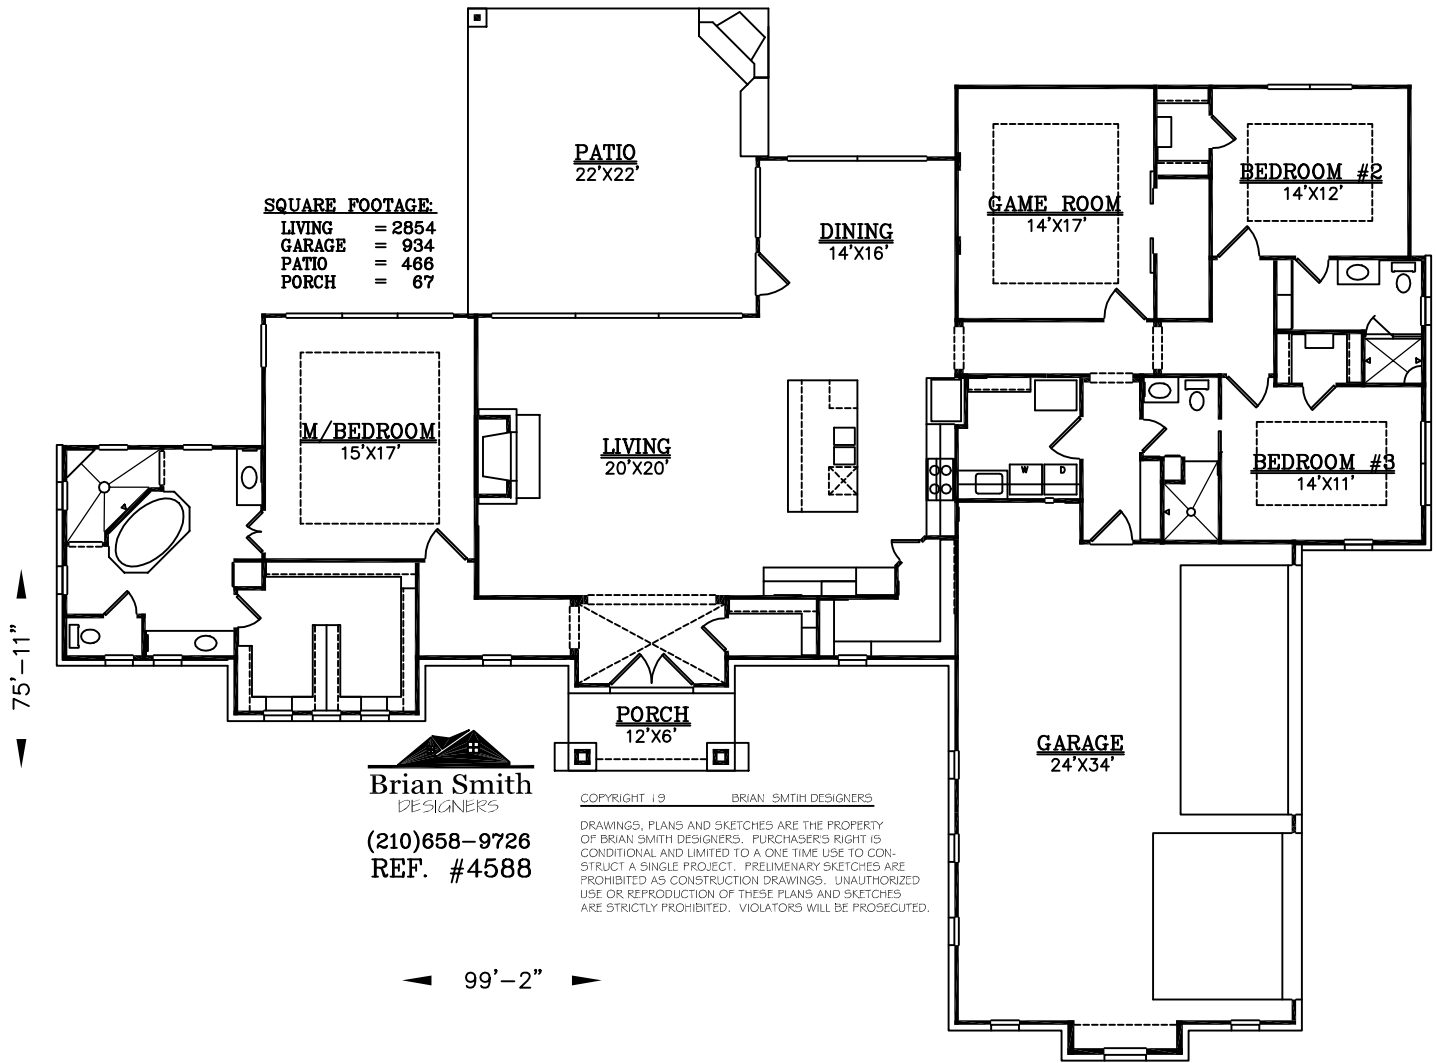 PATIO
22'X22'
SQUARE FOOTAGE:
LIVING =2854
GARAGE = 934
PATIO = 466
PORCH = 67
DINING
14'X16'
GAME ROOM
14'X17'
BEDROOM #2
14'X12'
M/BEDROOM
15'X17'
LIVING
20'X20'
W D
BEDROOM #3
14'X11'
75'-11"
PORCH
12'X6'
GARAGE
24'X34'
Brian Smith
DESIGNERS
(210)658-9726
REF. #4588
COPYRIGHT 19 BRIAN SMTIH DESIGNERS
DRAWINGS, PLANS AND SKETCHES ARE THE PROPERTY
OF BRIAN SMITH DESIGNERS. PURCHASER'S RIGHT IS
CONDITIONAL AND LIMITED TO A ONE TIME USE TO CON-
STRUCT A SINGLE PROJECT. PRELIMENARY SKETCHES ARE
PROHIBITED AS CONSTRUCTION DRAWINGS. UNAUTHORIZED
USE OR REPRODUCTION OF THESE PLANS AND SKETCHES
ARE STRICTLY PROHIBITED. VIOLATORS WILL BE PROSECUTED.
99'-2"